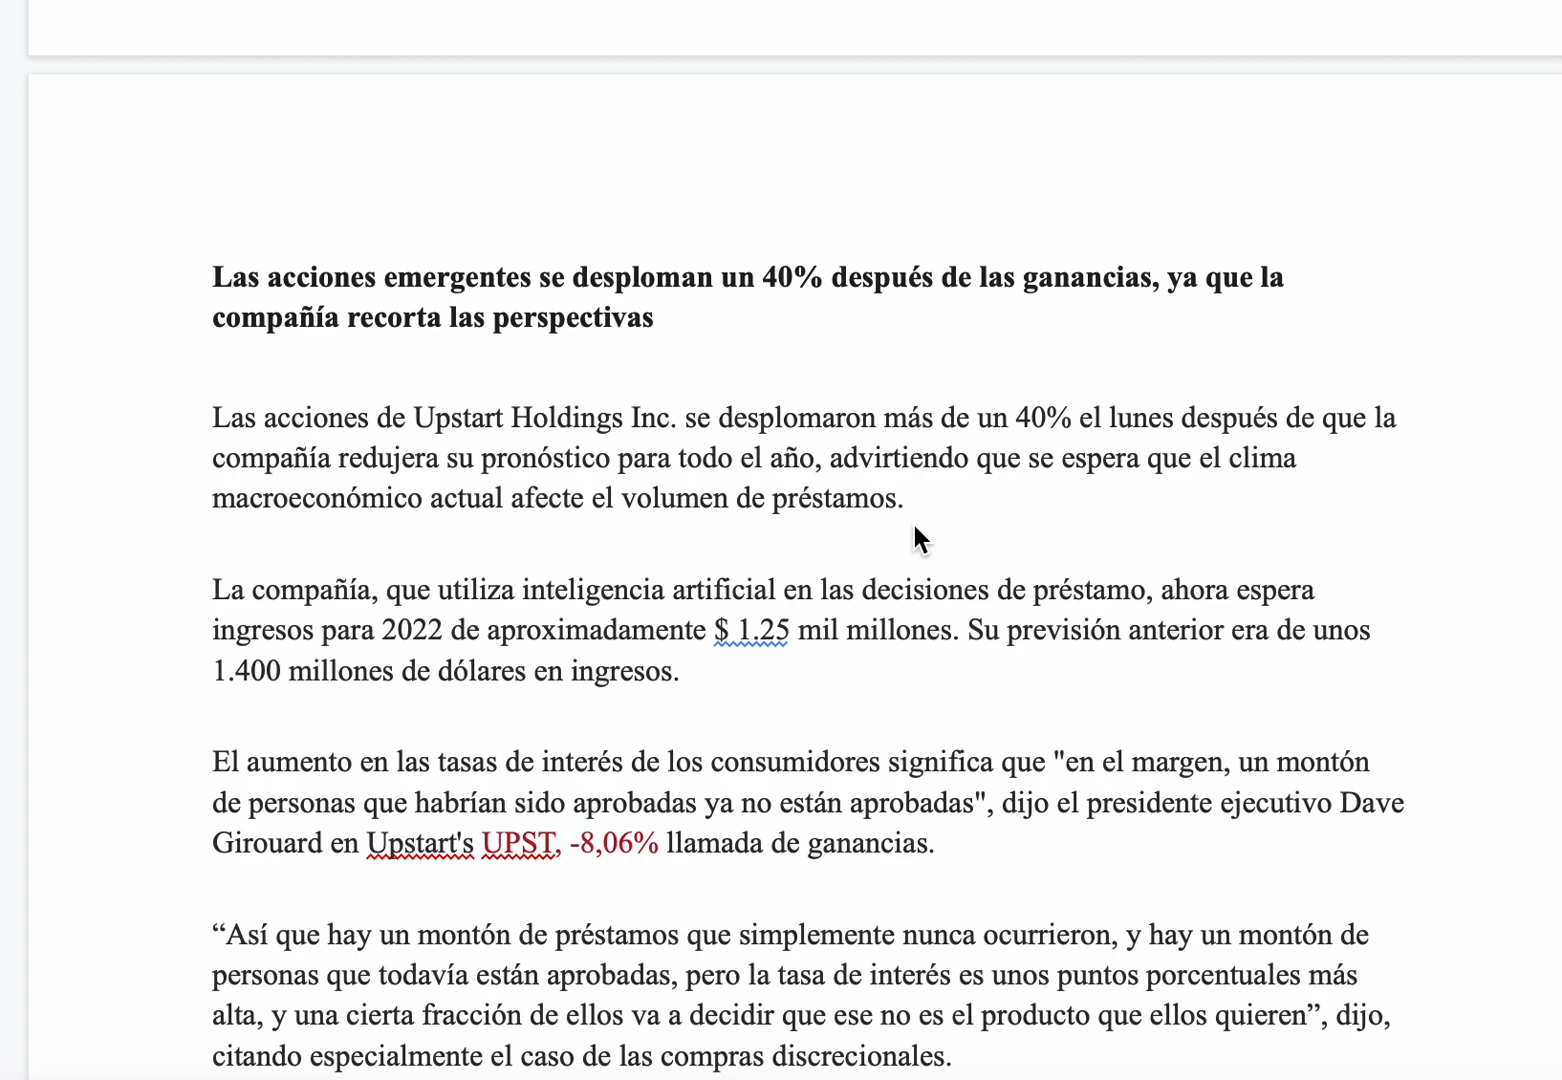 Las acciones emergentes se desploman un 40% después de las ganancias, ya que la
compañía recorta las perspectivas
Las acciones de Upstart Holdings Inc. se desplomaron más de un 40% el lunes después de que la
compañía redujera su pronóstico para todo el año, advirtiendo que se espera que el clima
macroeconómico actual afecte el volumen de préstamos.
La compañía, que utiliza inteligencia artificial en las decisiones de préstamo, ahora espera
ingresos para 2022 de aproximadamente $ 1.25 mil millones. Su previsión anterior era de unos
1.400 millones de dólares en ingresos.
El aumento en las tasas de interés de los consumidores significa que "en el margen, un montón
de personas que habrían sido aprobadas ya no están aprobadas", dijo el presidente ejecutivo Dave
Girouard en Upstart's UPST, -8,06% llamada de ganancias.
“Así que hay un montón de préstamos que simplemente nunca ocurrieron, y hay un montón de
personas que todavía están aprobadas, pero la tasa de interés es unos puntos porcentuales más
alta, y una cierta fracción de ellos va a decidir que ese no es el producto que ellos quieren”, dijo,
citando especialmente el caso de las compras discrecionales.